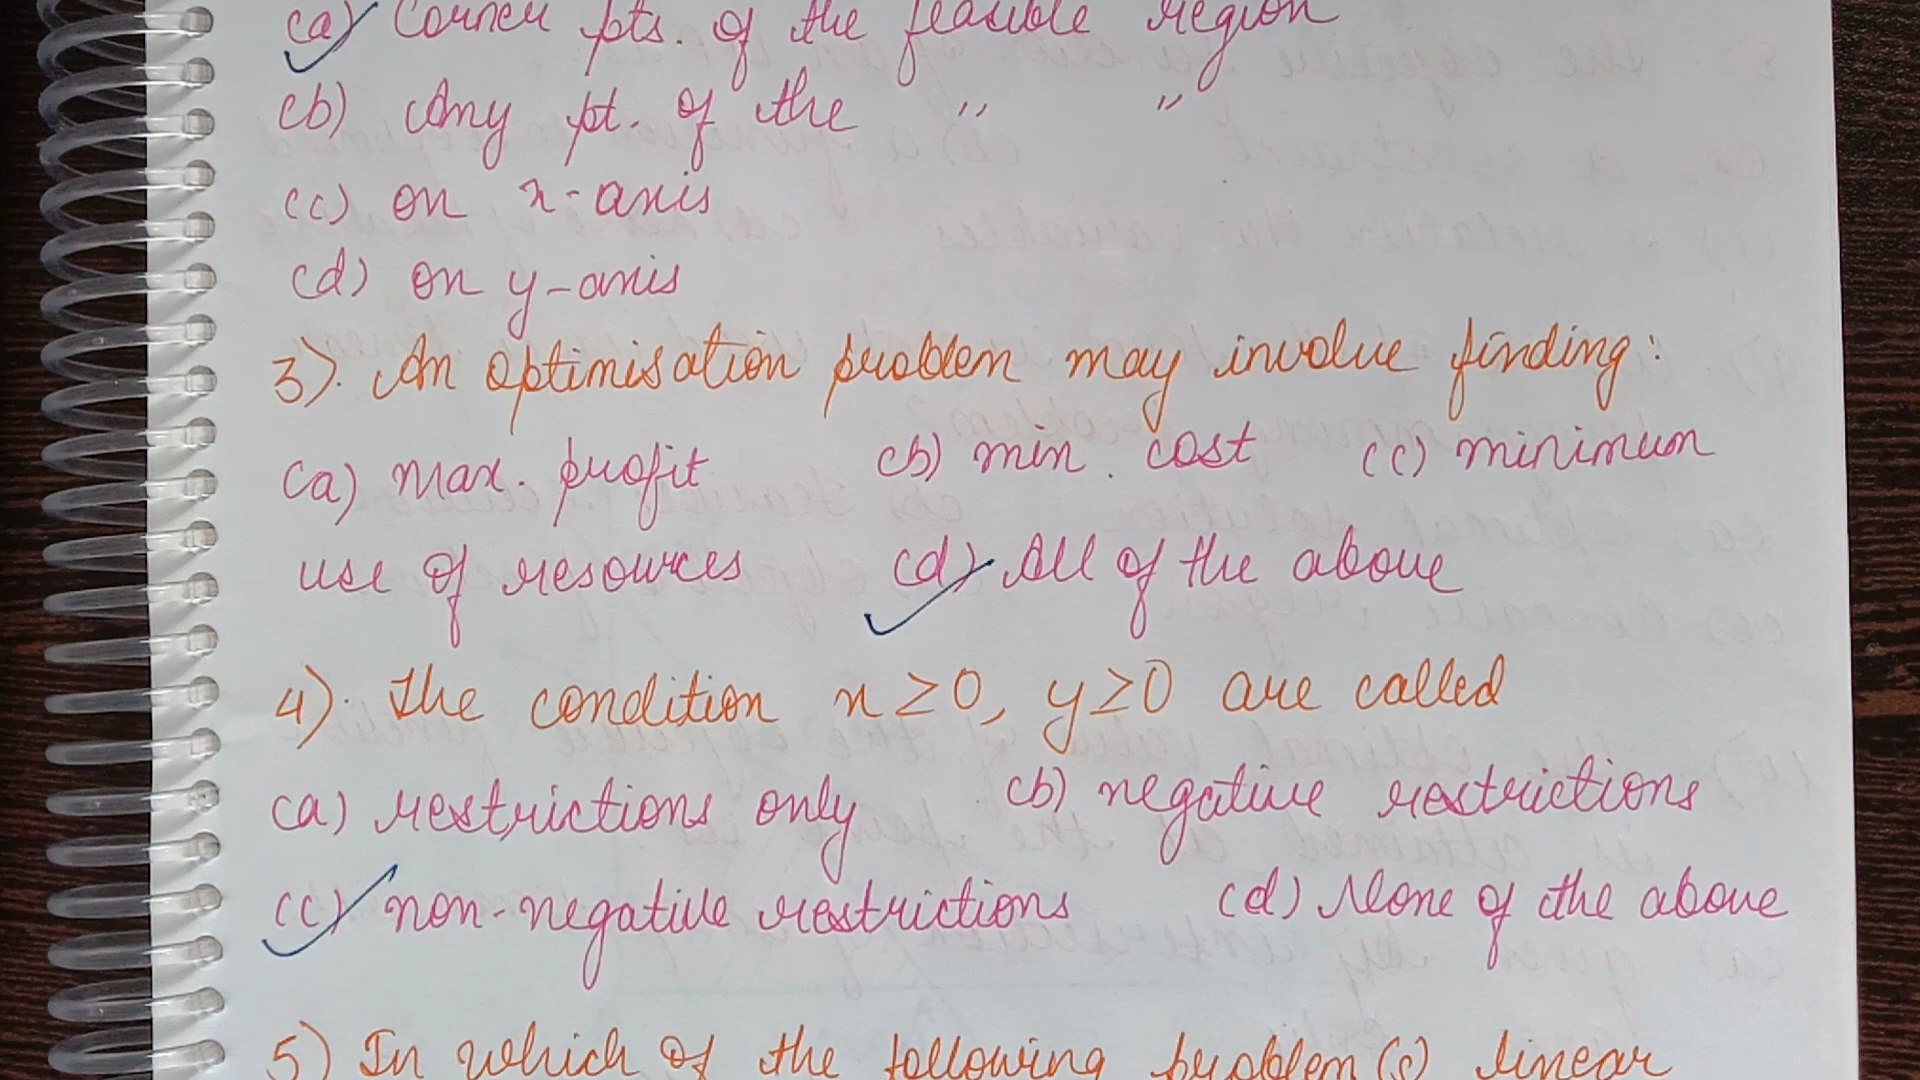 (a) Corner pts. of the feasible region
(b) Any pt. of the " "
(c) on x-axis
(d) on y-axis
3). An optimisation problem may involve finding:
(a) Max. profit (b) min. cost (c) minimum
use of resources (d) All of the above
4). The condition x ≥ 0, y ≥ 0 are called
(a) restrictions only (b) negative restrictions
(c) non-negative restrictions (d) None of the above
5) In which of the following problem(s) linear